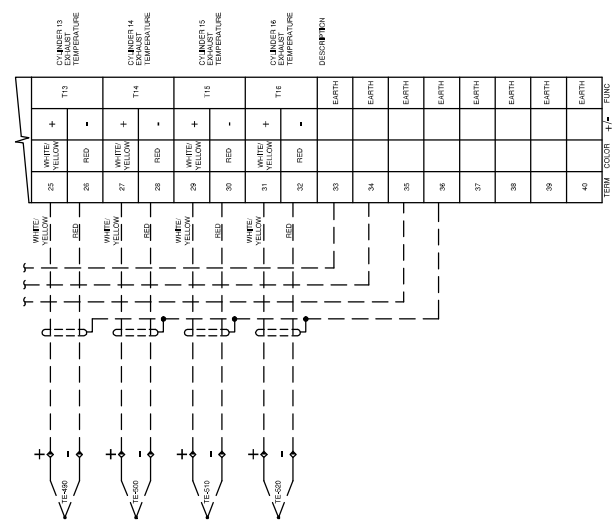 CYLINDER 13
EXHAUST
TEMPERATURE
CYLINDER 14
EXHAUST
TEMPERATURE
CYLINDER 15
EXHAUST
TEMPERATURE
CYLINDER 16
EXHAUST
TEMPERATURE
DESCRIPTION
T13
T14
T15
T16
EARTH
EARTH
EARTH
EARTH
EARTH
EARTH
EARTH
EARTH
FUNC
+
-
+
-
+
-
+
-
+/-
WHITE/
YELLOW
RED
WHITE/
YELLOW
RED
WHITE/
YELLOW
RED
WHITE/
YELLOW
RED
COLOR
25
26
27
28
29
30
31
32
33
34
35
36
37
38
39
40
TERM
WHITE/
YELLOW
RED
WHITE/
YELLOW
RED
WHITE/
YELLOW
RED
WHITE/
YELLOW
RED
+
-
+
-
+
-
+
-
TE-490
TE-500
TE-510
TE-520